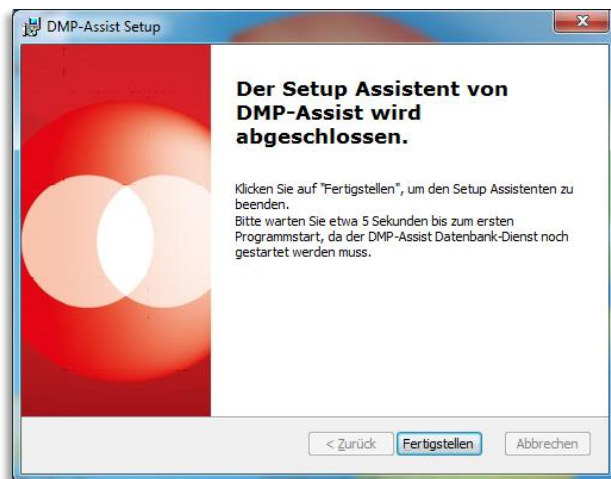 DMP-Assist Setup
Der Setup Assistent von
DMP-Assist wird
abgeschlossen.
Klicken Sie auf "Fertigstellen", um den Setup Assistenten zu
beenden.
Bitte warten Sie etwa 5 Sekunden bis zum ersten
Programmstart, da der DMP-Assist Datenbank-Dienst noch
gestartet werden muss.
< Zurück Fertigstellen Abbrechen